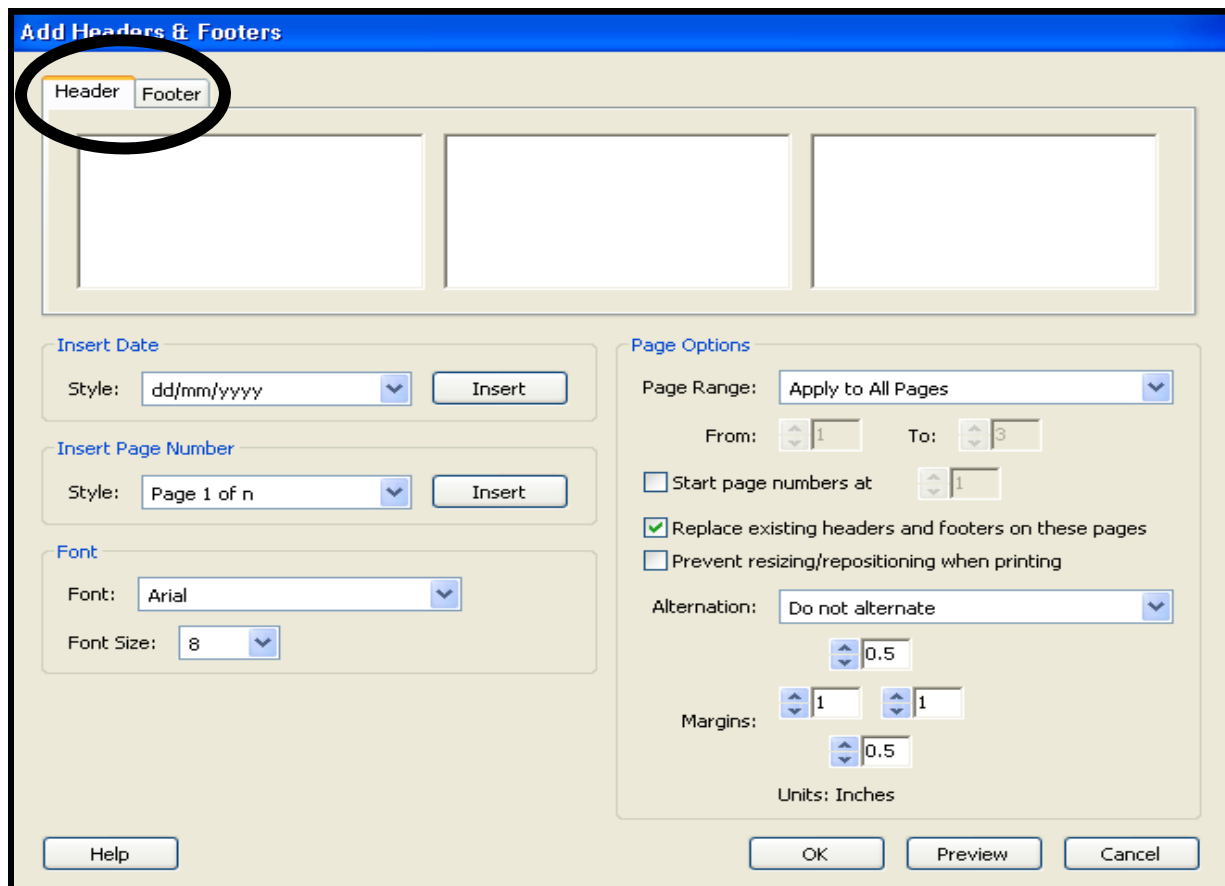 Add Headers & Footers
Header Footer
Insert Date
Style: dd/mm/yyyy Insert
Insert Page Number
Style: Page 1 of n Insert
Font
Font: Arial
Font Size: 8
Page Options
Page Range: Apply to All Pages
From: 1 To: 3
Start page numbers at 1
Replace existing headers and footers on these pages
Prevent resizing/repositioning when printing
Alternation: Do not alternate
0.5
Margins: 1 1
0.5
Units: Inches
Help OK Preview Cancel